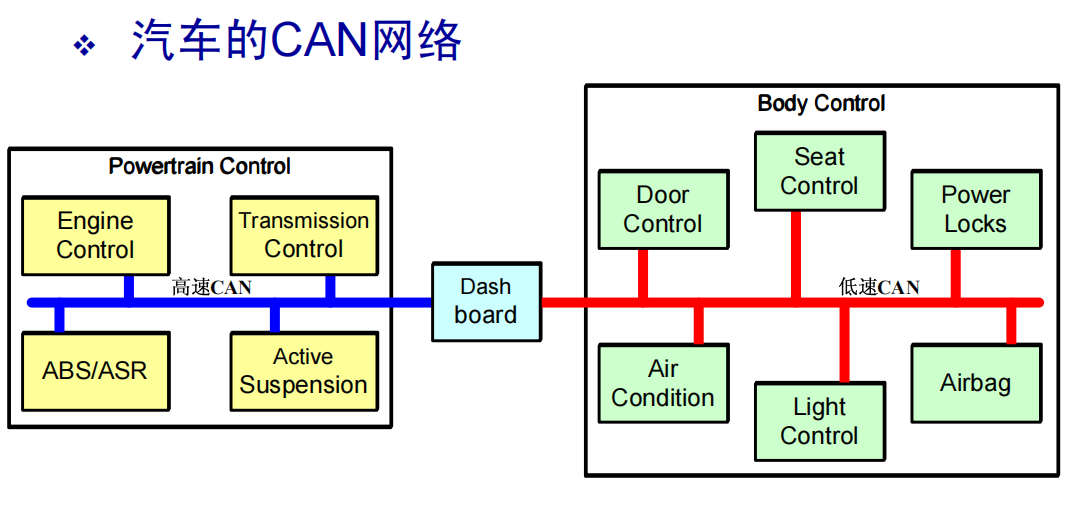 ❖ 汽车的CAN网络
Powertrain Control
Engine
Control
Transmission
Control
高速CAN
ABS/ASR
Active
Suspension
Dash
board
Body Control
Door
Control
Seat
Control
Power
Locks
低速CAN
Air
Condition
Light
Control
Airbag